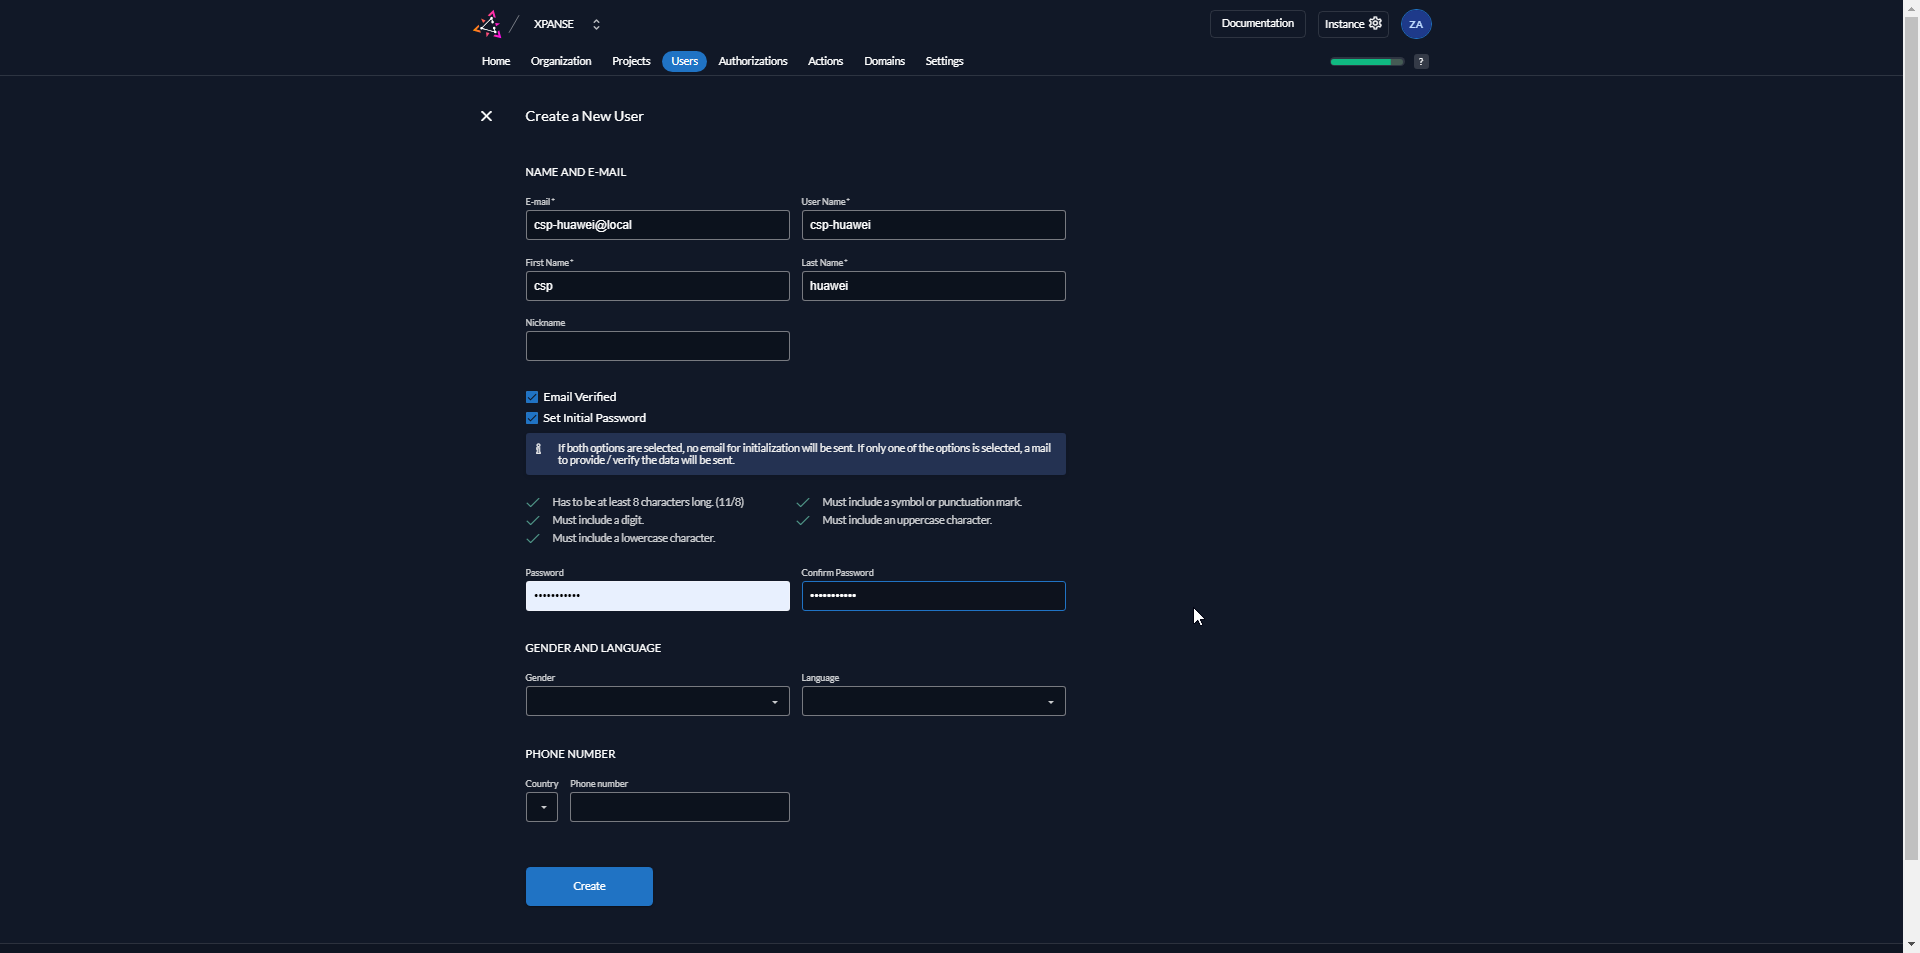 XPANSE
Documentation
Instance
ZA
Home Organization Projects Users Authorizations Actions Domains Settings
?
Create a New User
NAME AND E-MAIL
E-mail* User Name*
csp-huawei@local csp-huawei
First Name* Last Name*
csp huawei
Nickname
Email Verified
Set Initial Password
If both options are selected, no email for initialization will be sent. If only one of the options is selected, a mail
to provide / verify the data will be sent.
Has to be at least 8 characters long. (11/8) Must include a symbol or punctuation mark.
Must include a digit. Must include an uppercase character.
Must include a lowercase character.
Password Confirm Password
••••••••••• •••••••••••
GENDER AND LANGUAGE
Gender Language
PHONE NUMBER
Country Phone number
Create